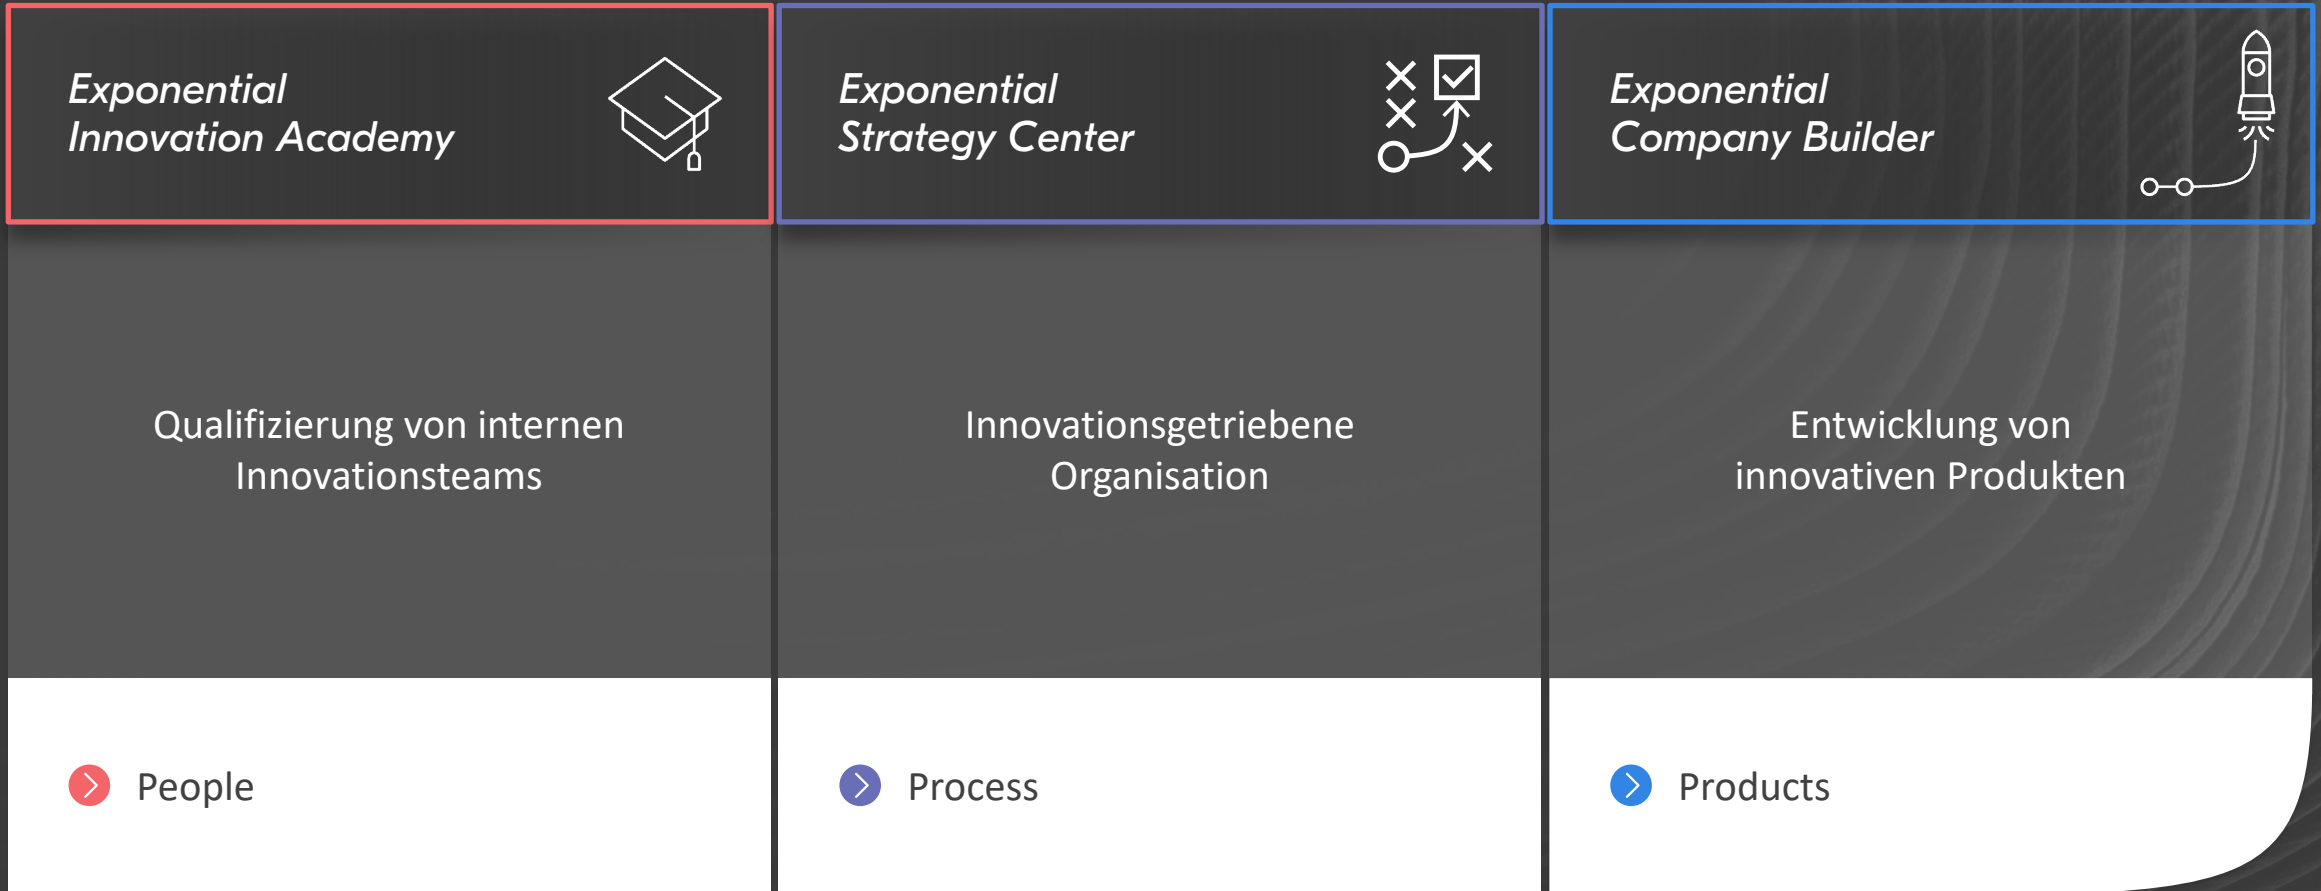 Exponential
Innovation Academy
Exponential
Strategy Center
Exponential
Company Builder
Qualifizierung von internen
Innovationsteams
Innovationsgetriebene
Organisation
Entwicklung von
innovativen Produkten
People
Process
Products